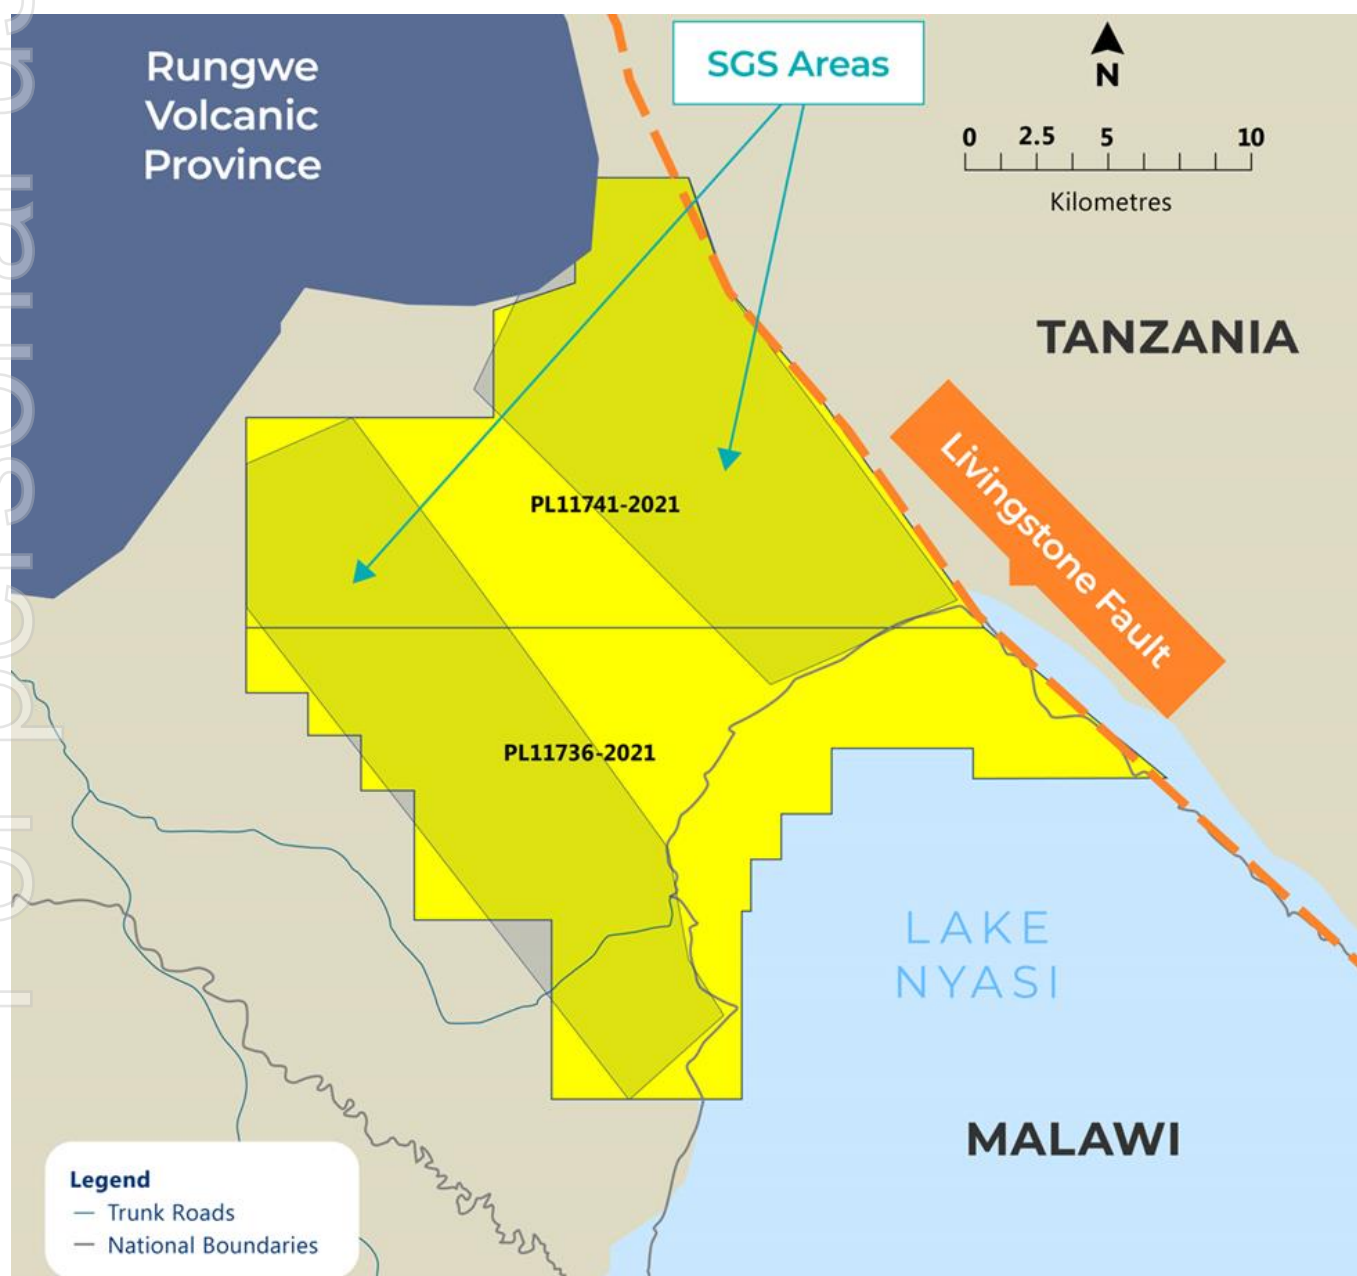 Rungwe
Volcanic
Province
SGS Areas
N
0 2.5 5 10
Kilometres
TANZANIA
Livingstone Fault
PL11741-2021
PL11736-2021
LAKE
NYASI
MALAWI
Legend
Trunk Roads
National Boundaries